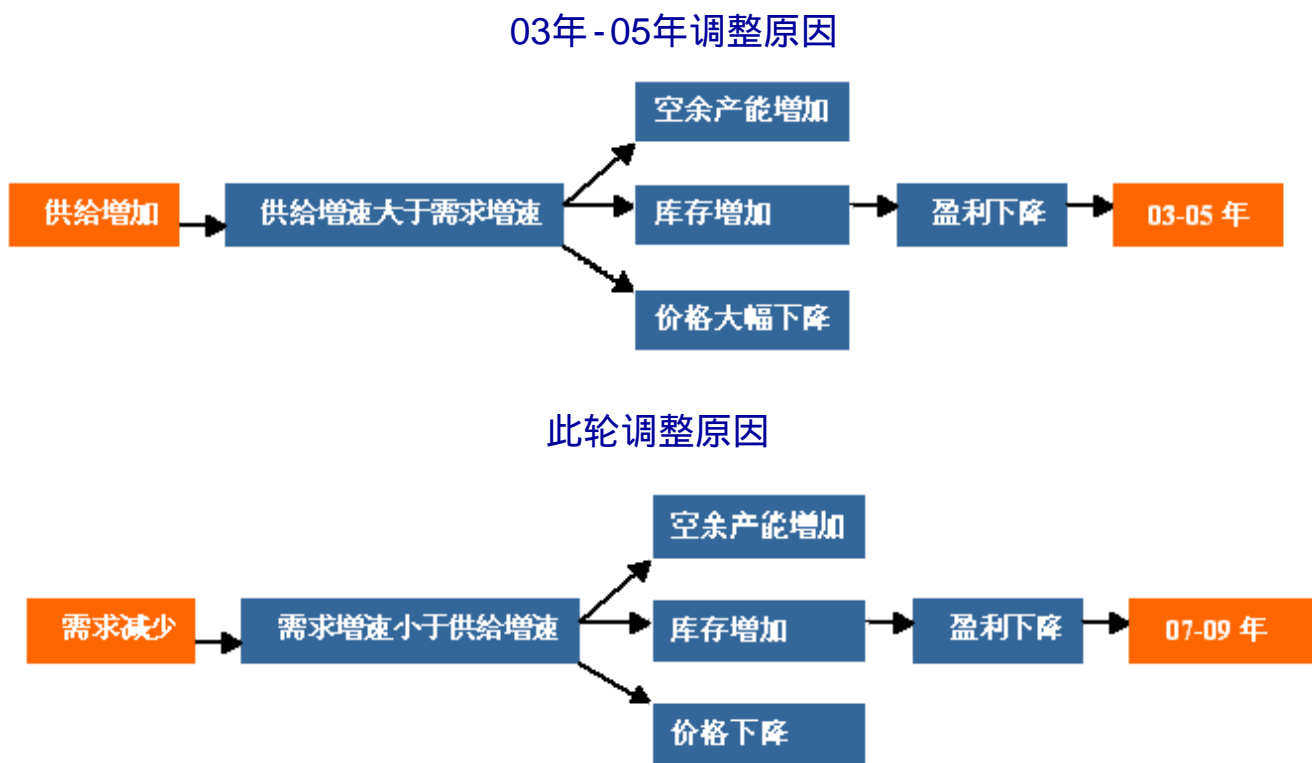 03年-05年调整原因
空余产能增加
供给增加
供给增速大于需求增速
库存增加
盈利下降
03-05 年
价格大幅下降
此轮调整原因
空余产能增加
需求减少
需求增速小于供给增速
库存增加
盈利下降
07-09 年
价格下降